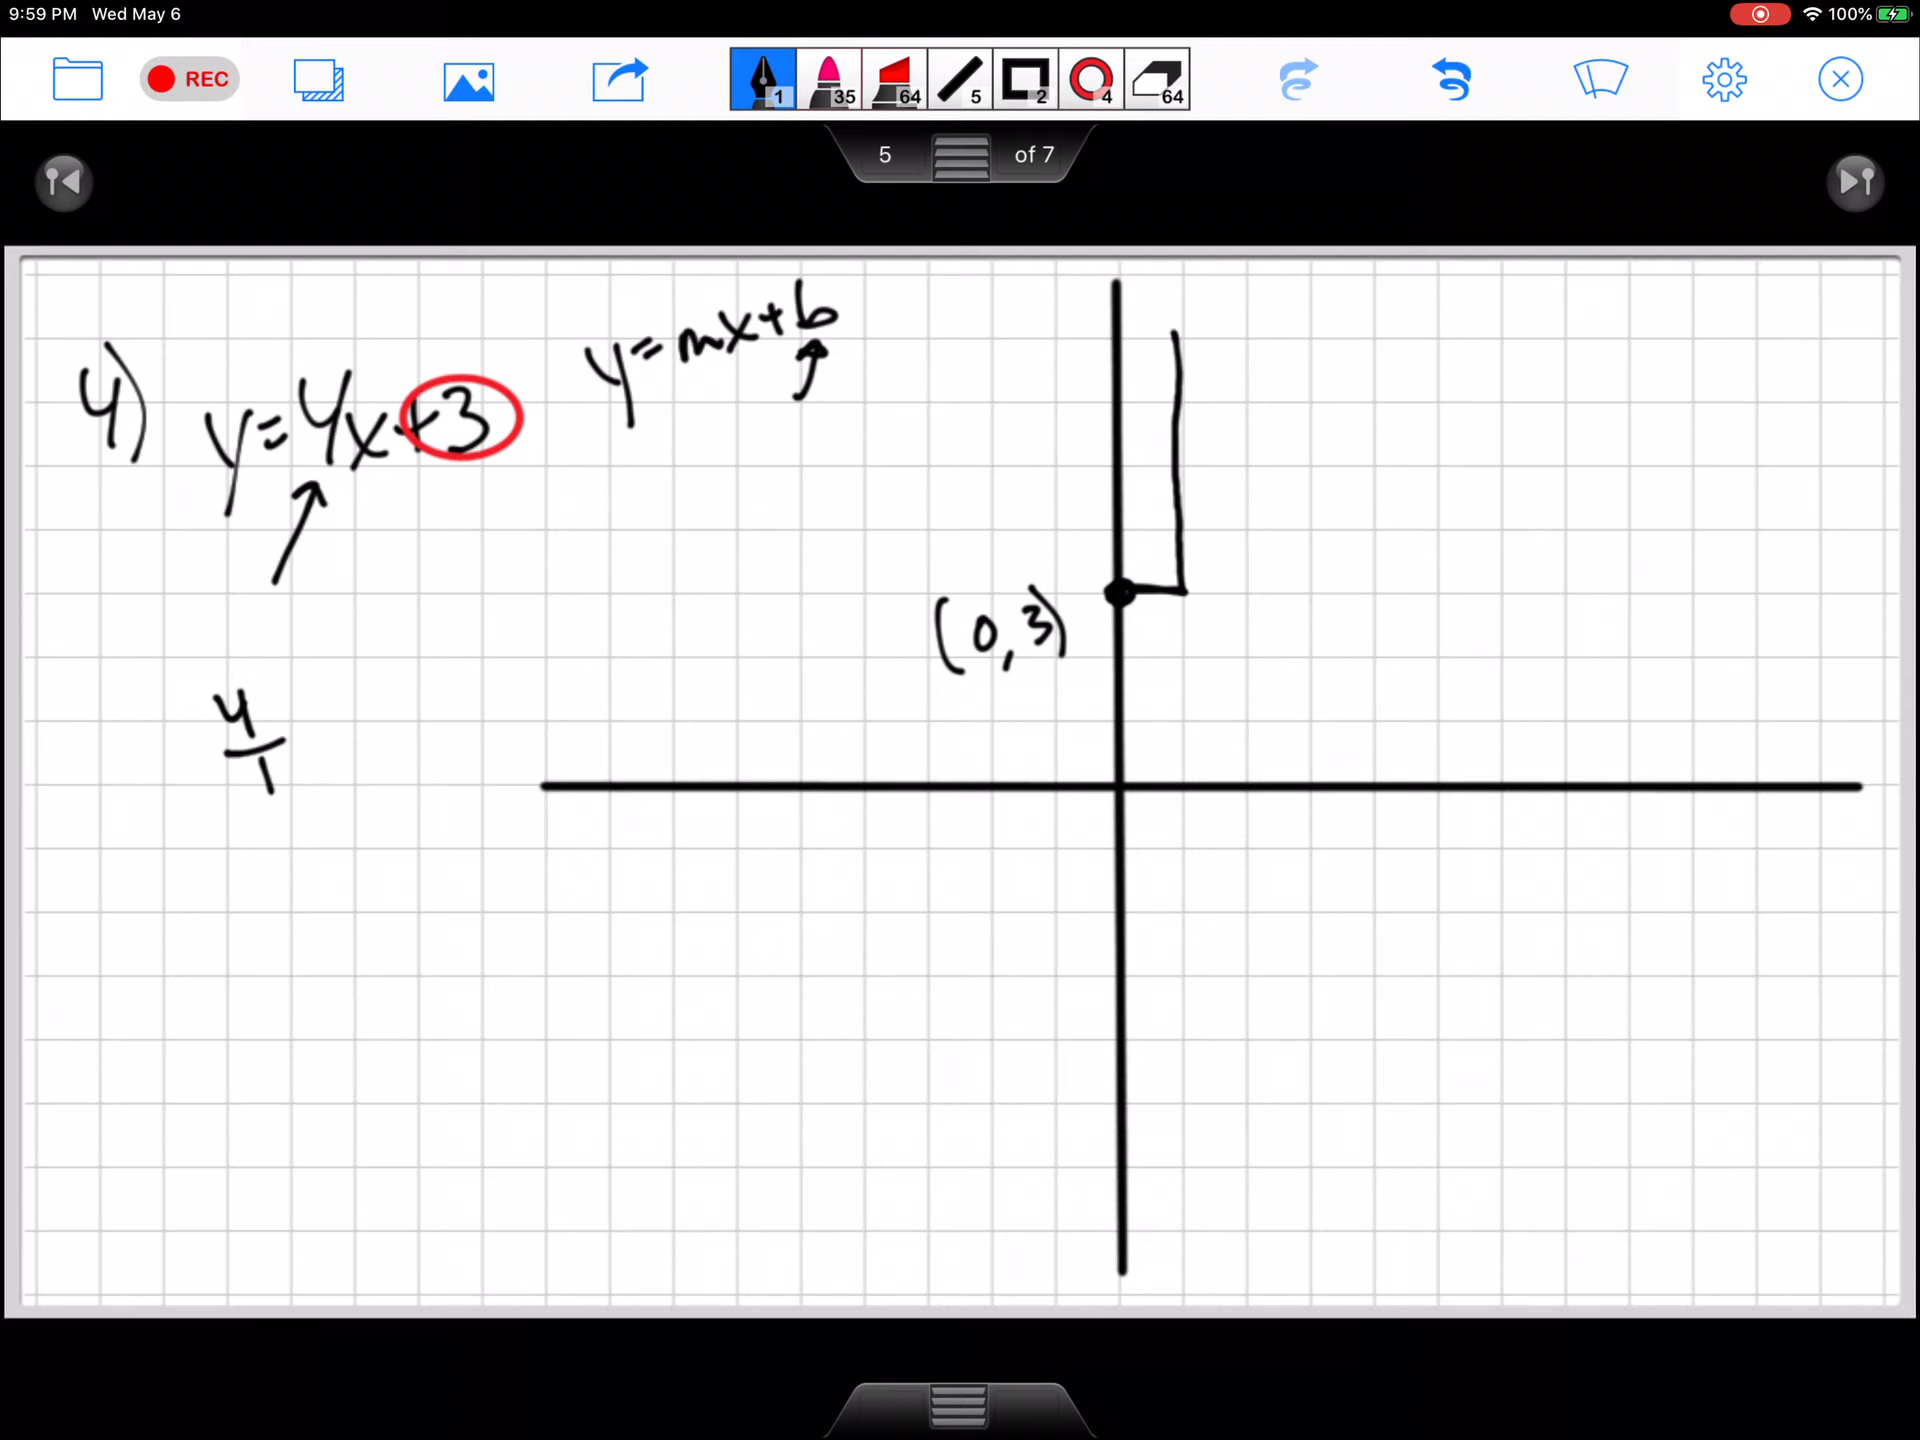 9:59 PM Wed May 6 100%
REC 1 35 64 5 2 4 64
5 of 7
4) y=4x+3 y=mx+b
(0,3)
4/1